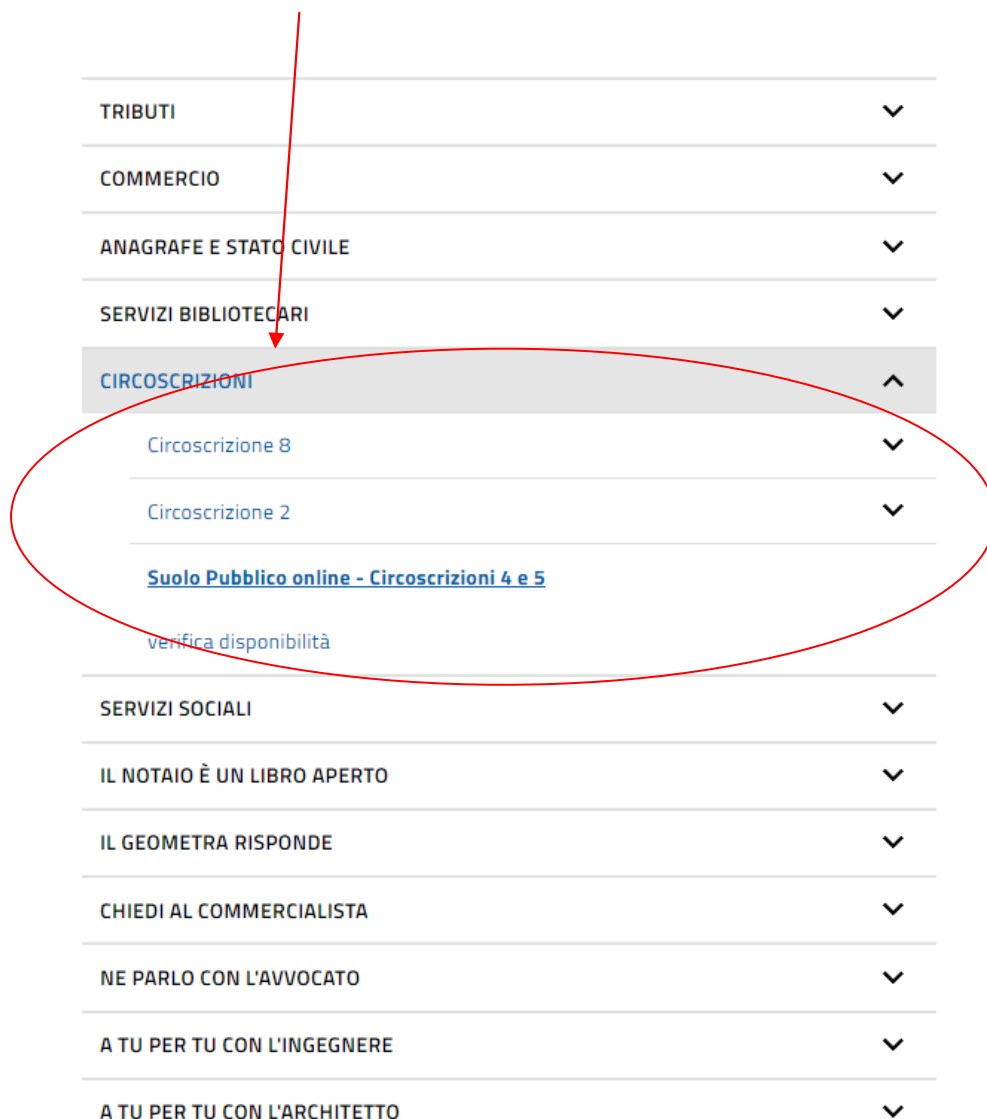 TRIBUTI
COMMERCIO
ANAGRAFE E STATO CIVILE
SERVIZI BIBLIOTECARI
CIRCOSCRIZIONI
Circoscrizione 8
Circoscrizione 2
Suolo Pubblico online - Circoscrizioni 4 e 5
verifica disponibilità
SERVIZI SOCIALI
IL NOTAIO È UN LIBRO APERTO
IL GEOMETRA RISPONDE
CHIEDI AL COMMERCIALISTA
NE PARLO CON L'AVVOCATO
A TU PER TU CON L'INGEGNERE
A TU PER TU CON L'ARCHITETTO